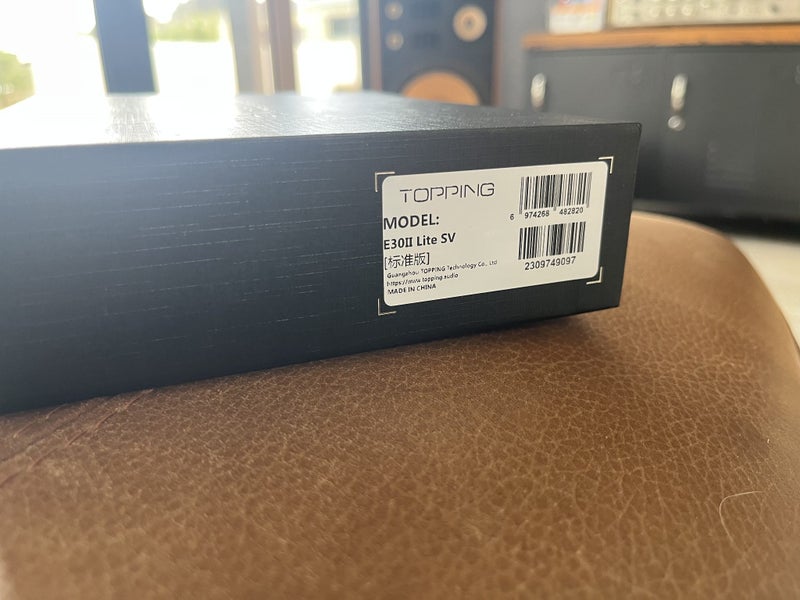 TOPPING
MODEL:
E30II Lite SV
[标准版]
Guangzhou TOPPING Technology Co., Ltd
https://www.topping.audio
MADE IN CHINA
6 974268 482820
2309749097